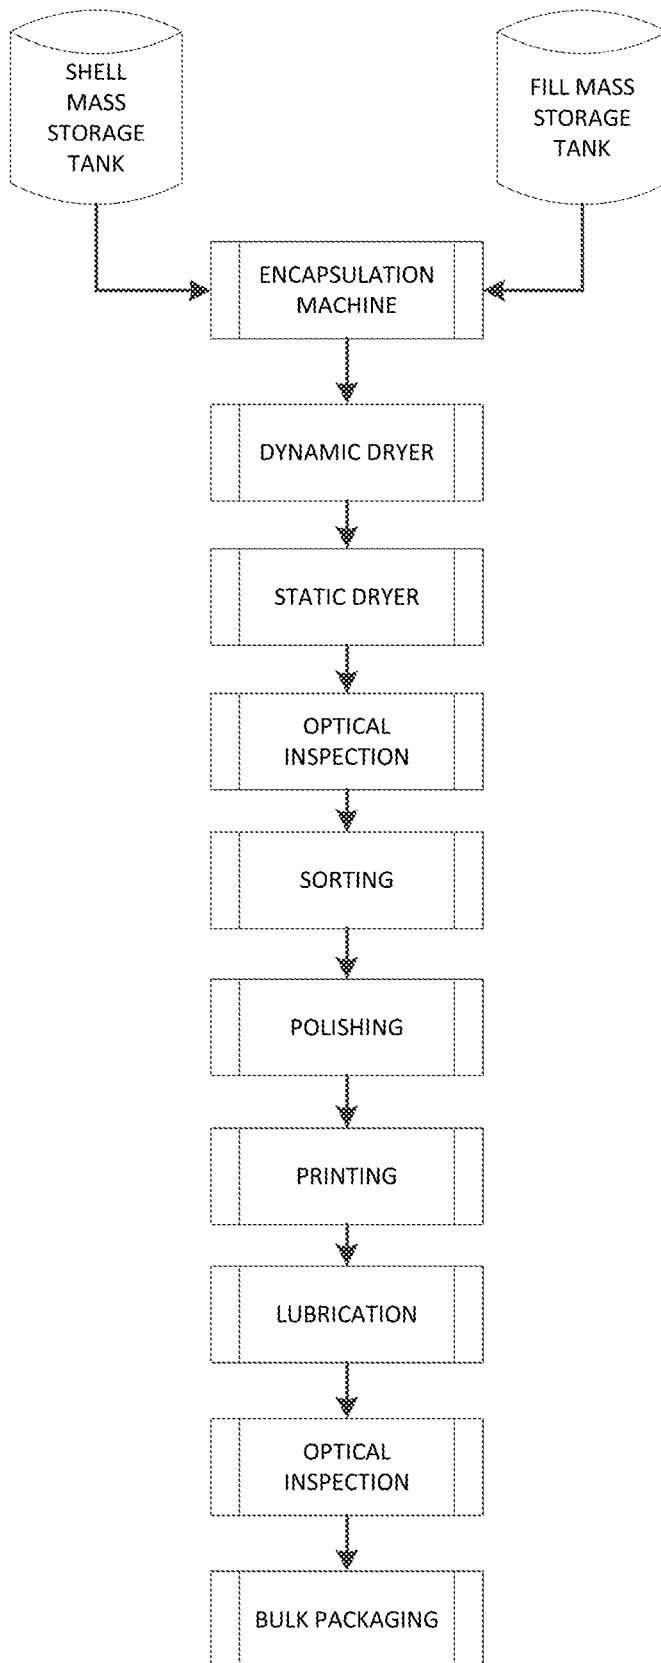 SHELL
MASS
STORAGE
TANK
FILL MASS
STORAGE
TANK
ENCAPSULATION
MACHINE
DYNAMIC DRYER
STATIC DRYER
OPTICAL
INSPECTION
SORTING
POLISHING
PRINTING
LUBRICATION
OPTICAL
INSPECTION
BULK PACKAGING